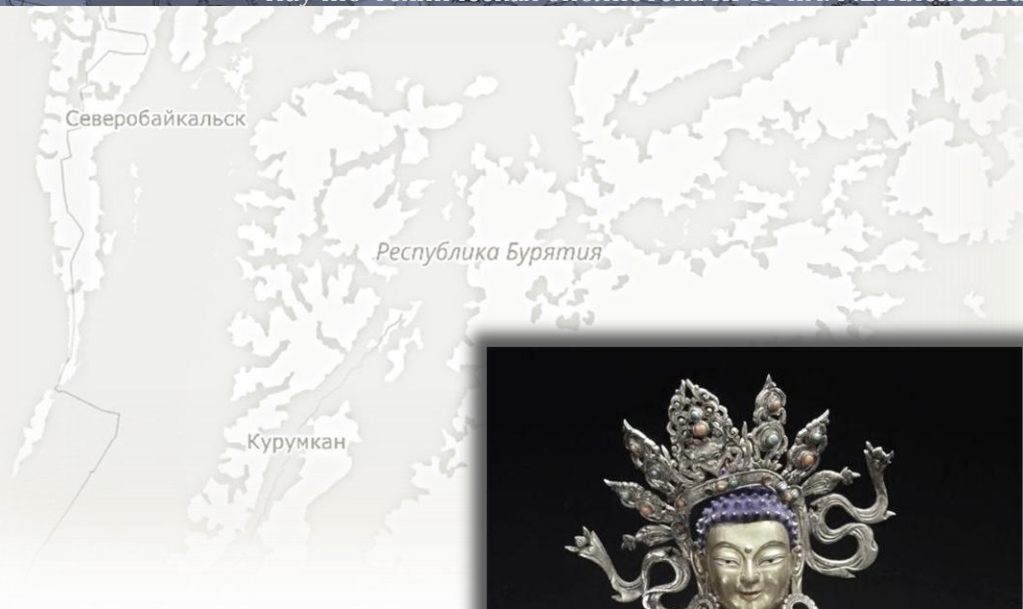 Северобайкальск
Республика Бурятия
Курумкан